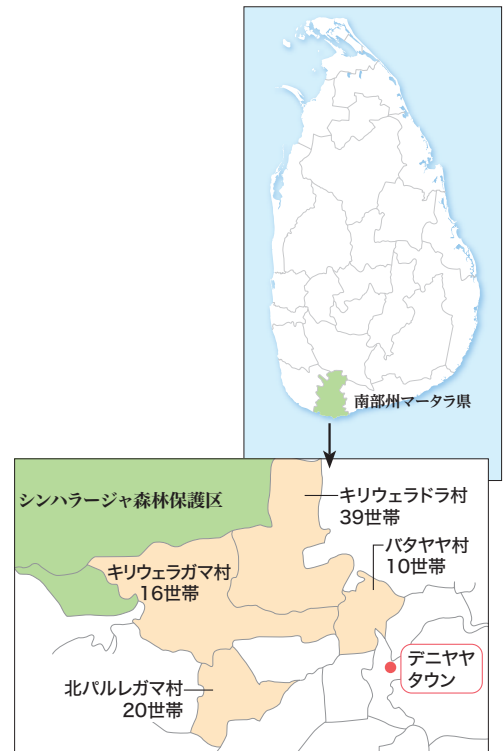 南部州マータラ県
シンハラージャ森林保護区
キリウェラドラ村
39世帯
バタヤヤ村
10世帯
キリウェラガマ村
16世帯
デニヤヤ
タウン
北パルレガマ村
20世帯